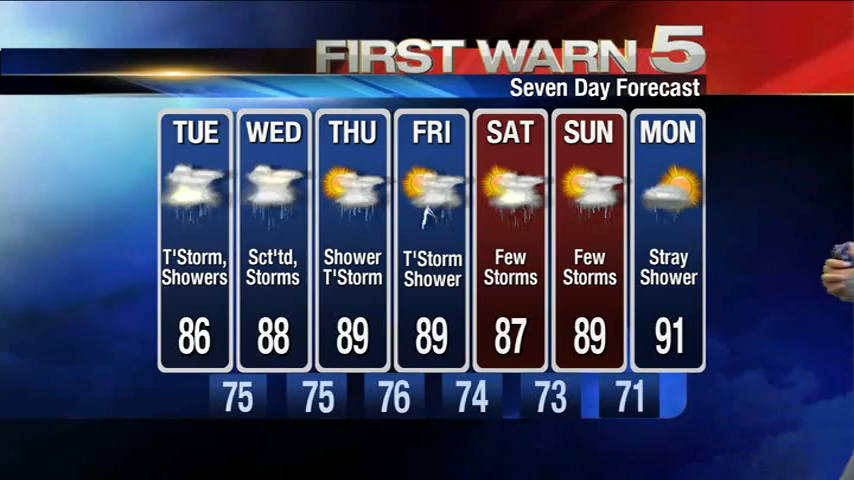 FIRST WARN 5
Seven Day Forecast
TUE WED THU FRI SAT SUN MON
T'Storm, Sct'td, Shower T'Storm Few Few Stray
Showers Storms T'Storm Shower Storms Storms Shower
86 88 89 89 87 89 91
75 75 76 74 73 71